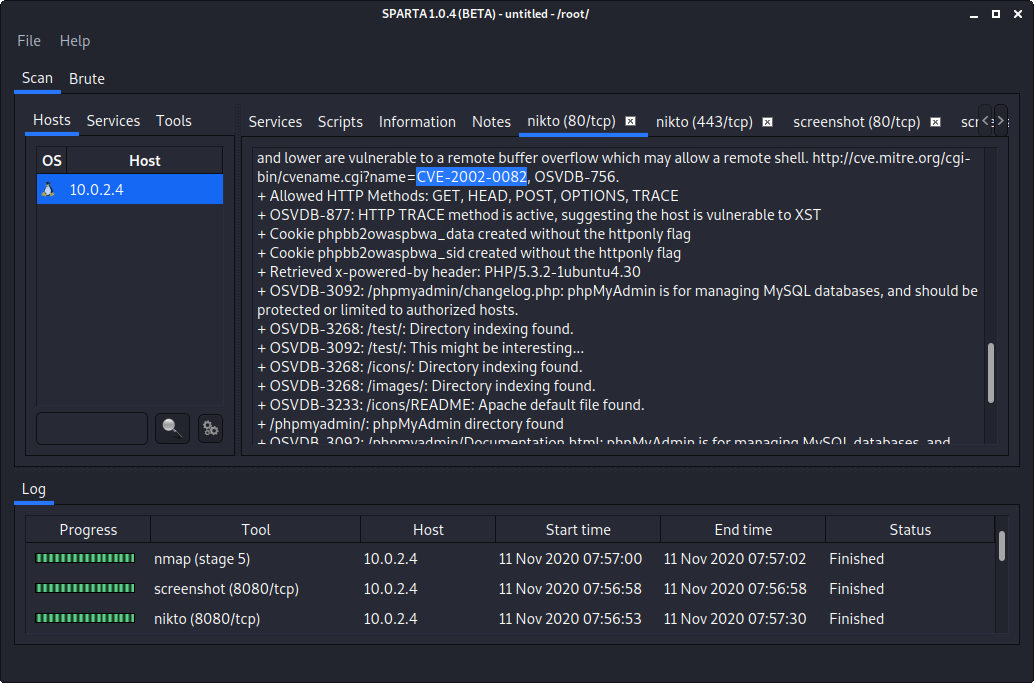 SPARTA 1.0.4 (BETA) - untitled - /root/
File Help
Scan Brute
Hosts Services Tools
OS Host
10.0.2.4
Services Scripts Information Notes nikto (80/tcp) nikto (443/tcp) screenshot (80/tcp)
and lower are vulnerable to a remote buffer overflow which may allow a remote shell. http://cve.mitre.org/cgi-
bin/cvename.cgi?name=CVE-2002-0082, OSVDB-756.
+ Allowed HTTP Methods: GET, HEAD, POST, OPTIONS, TRACE
+ OSVDB-877: HTTP TRACE method is active, suggesting the host is vulnerable to XST
+ Cookie phpbb2owaspbwa_data created without the httponly flag
+ Cookie phpbb2owaspbwa_sid created without the httponly flag
+ Retrieved x-powered-by header: PHP/5.3.2-1ubuntu4.30
+ OSVDB-3092: /phpmyadmin/changelog.php: phpMyAdmin is for managing MySQL databases, and should be
protected or limited to authorized hosts.
+ OSVDB-3268: /test/: Directory indexing found.
+ OSVDB-3092: /test/: This might be interesting...
+ OSVDB-3268: /icons/: Directory indexing found.
+ OSVDB-3268: /images/: Directory indexing found.
+ OSVDB-3233: /icons/README: Apache default file found.
+ /phpmyadmin/: phpMyAdmin directory found
+ OSVDB-3092: /phpmyadmin/Documentation.html: phpMyAdmin is for managing MySQL databases, and
Log
Progress Tool Host Start time End time Status
nmap (stage 5) 10.0.2.4 11 Nov 2020 07:57:00 11 Nov 2020 07:57:02 Finished
screenshot (8080/tcp) 10.0.2.4 11 Nov 2020 07:56:58 11 Nov 2020 07:56:58 Finished
nikto (8080/tcp) 10.0.2.4 11 Nov 2020 07:56:53 11 Nov 2020 07:57:30 Finished